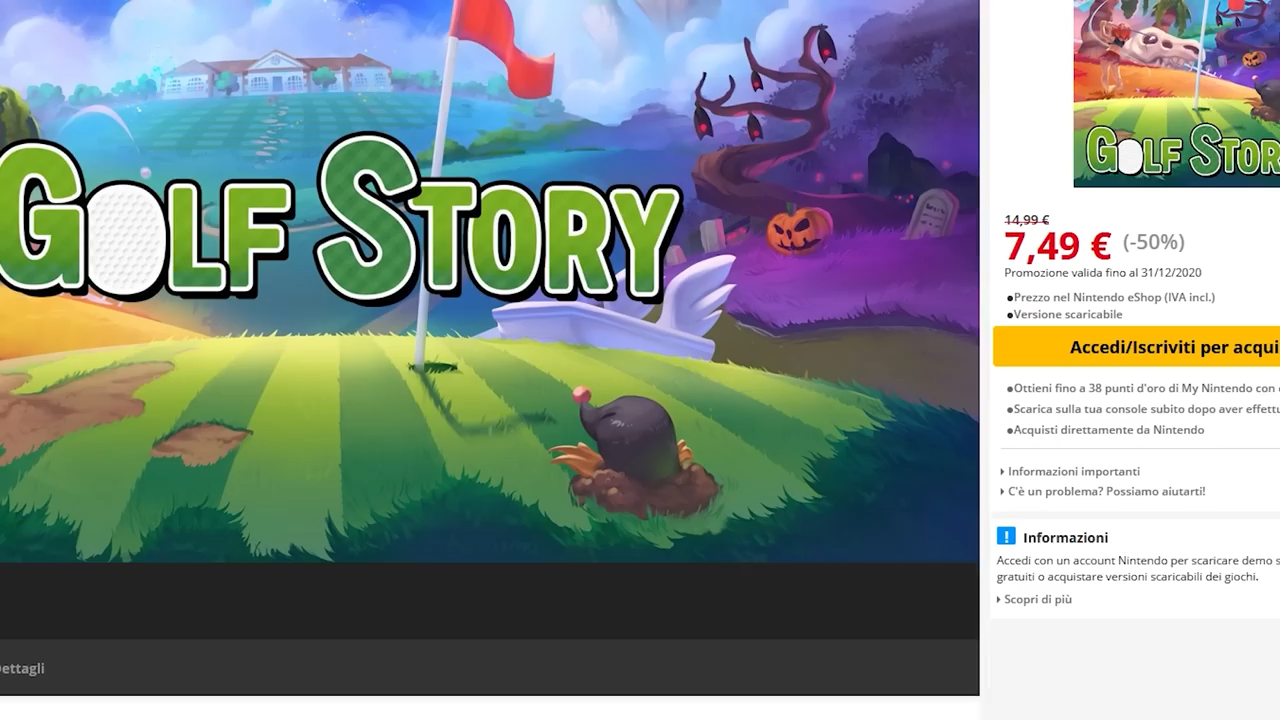 GOLF STORY
GOLF STOR
14,99 €
7,49 € (-50%)
Promozione valida fino al 31/12/2020
●Prezzo nel Nintendo eShop (IVA incl.)
●Versione scaricabile
Accedi/Iscriviti per acqui
●Ottieni fino a 38 punti d'oro di My Nintendo con
●Scarica sulla tua console subito dopo aver effettu
●Acquisti direttamente da Nintendo
Informazioni importanti
C'è un problema? Possiamo aiutarti!
! Informazioni
Accedi con un account Nintendo per scaricare demo s
gratuiti o acquistare versioni scaricabili dei giochi.
Scopri di più
Dettagli